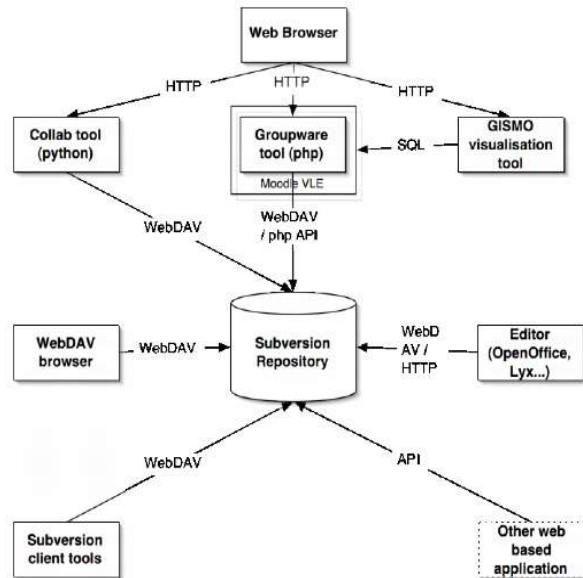 Web Browser
HTTP
HTTP
HTTP
Collab tool
(python)
Groupware
tool (php)
Moodle VLE
SQL
GISMO
visualisation
tool
WebDAV
WebDAV
/ php API
WebDAV
browser
WebDAV
Subversion
Repository
WebD
AV /
HTTP
Editor
(OpenOffice,
Lyx...)
WebDAV
API
Subversion
client tools
Other web
based
application